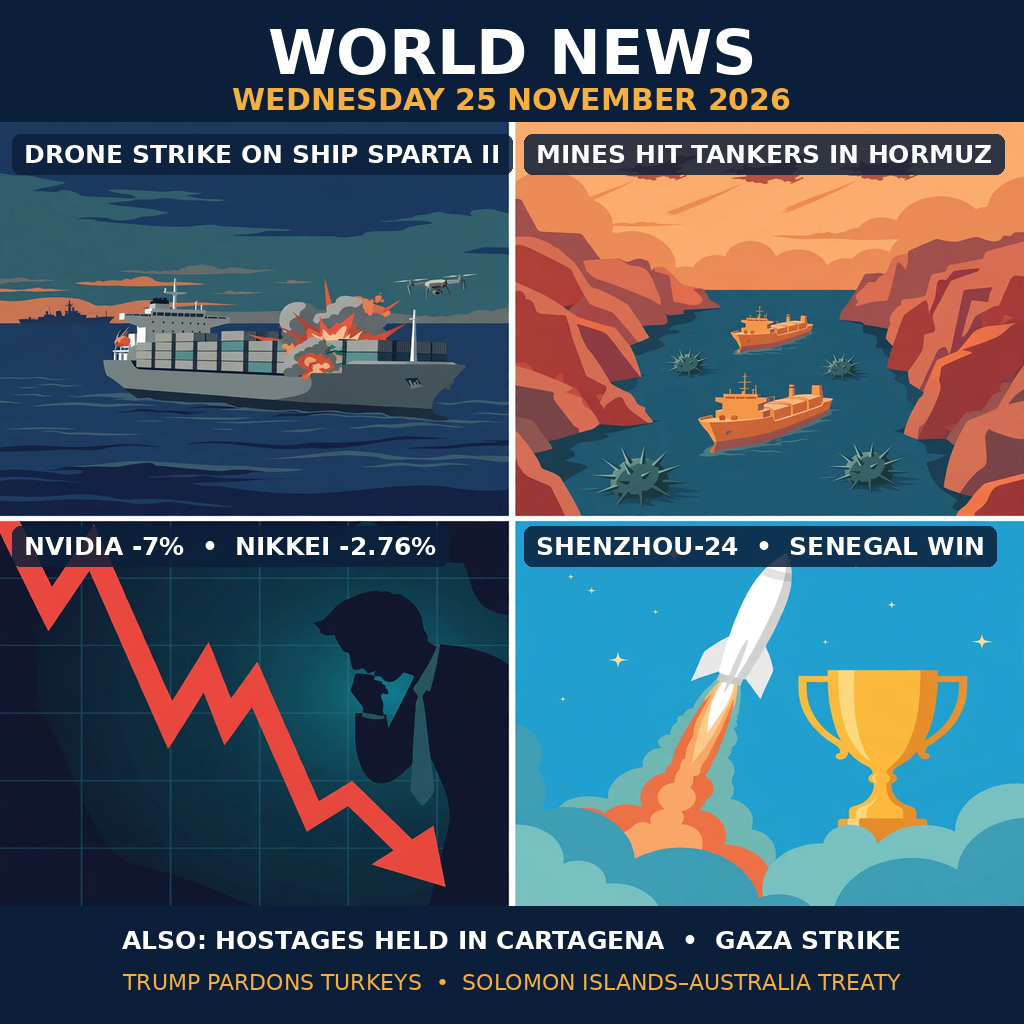 WORLD NEWS
WEDNESDAY 25 NOVEMBER 2026
DRONE STRIKE ON SHIP SPARTA II
MINES HIT TANKERS IN HORMUZ
NVIDIA -7% • NIKKEI -2.76%
SHENZHOU-24 • SENEGAL WIN
ALSO: HOSTAGES HELD IN CARTAGENA • GAZA STRIKE
TRUMP PARDONS TURKEYS • SOLOMON ISLANDS–AUSTRALIA TREATY